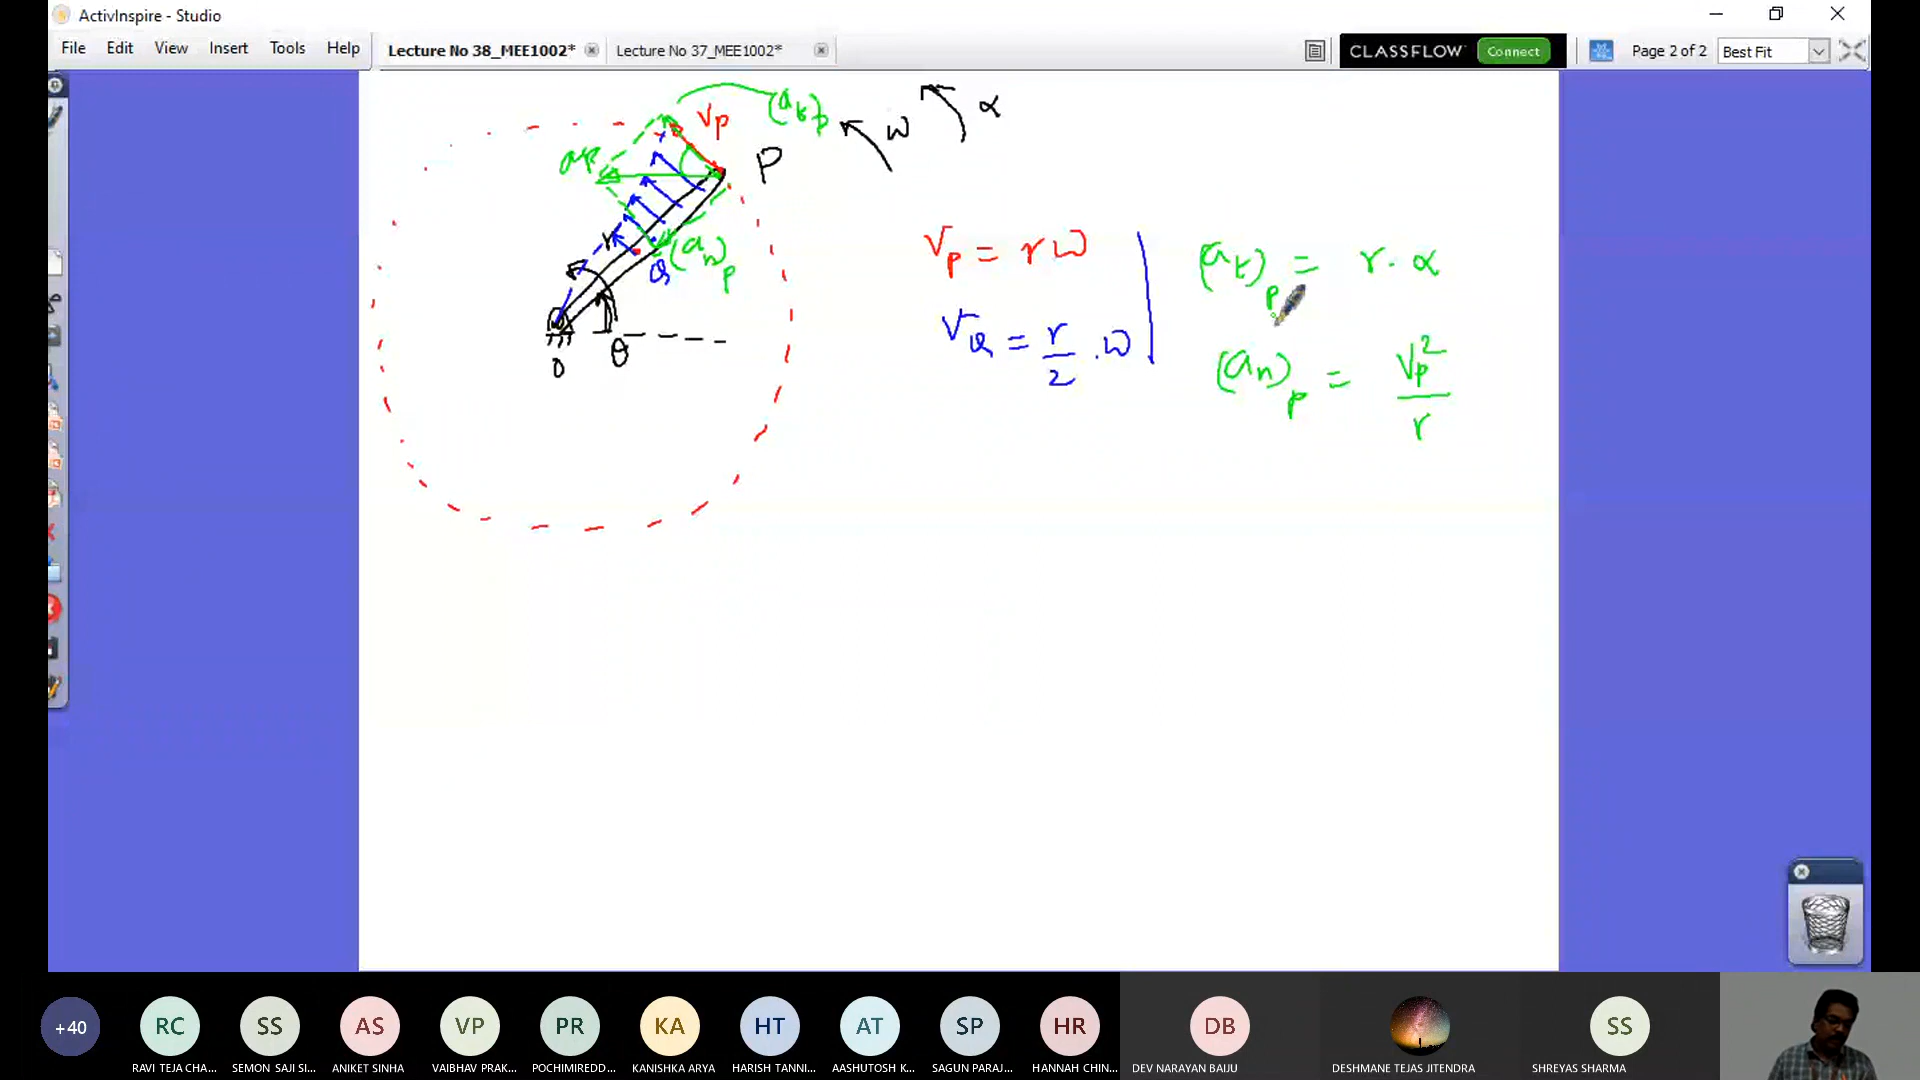 ActivInspire - Studio
File Edit View Insert Tools Help
Lecture No 38_MEE1002*
Lecture No 37_MEE1002*
CLASSFLOW Connect
Page 2 of 2 Best Fit
(at)p
Vp
P
ω
α
ap
r
(an)p
Q
O
θ
Vp = rω
VQ = r/2 . ω
(at)p = r . α
(an)p = Vp²/r
+40
RC
SS
AS
VP
PR
KA
HT
AT
SP
HR
DB
SS
RAVI TEJA CHA...
SEMON SAJI SI...
ANIKET SINHA
VAIBHAV PRAK...
POCHIMIREDD...
KANISHKA ARYA
HARISH TANNI...
AASHUTOSH K...
SAGUN PARAJ...
HANNAH CHIN...
DEV NARAYAN BAIJU
DESHMANE TEJAS JITENDRA
SHREYAS SHARMA